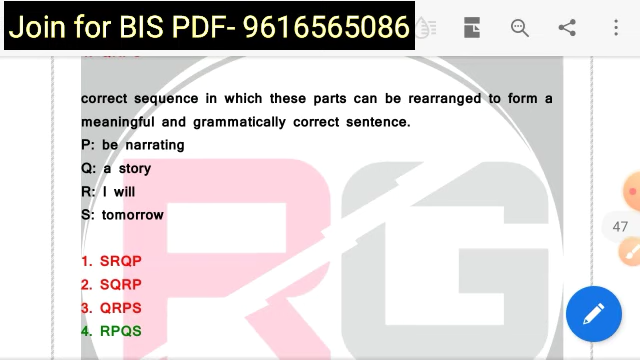 Join for BIS PDF- 9616565086
correct sequence in which these parts can be rearranged to form a
meaningful and grammatically correct sentence.
P: be narrating
Q: a story
R: I will
S: tomorrow
1. SRQP
2. SQRP
3. QRPS
4. RPQS
47
RG